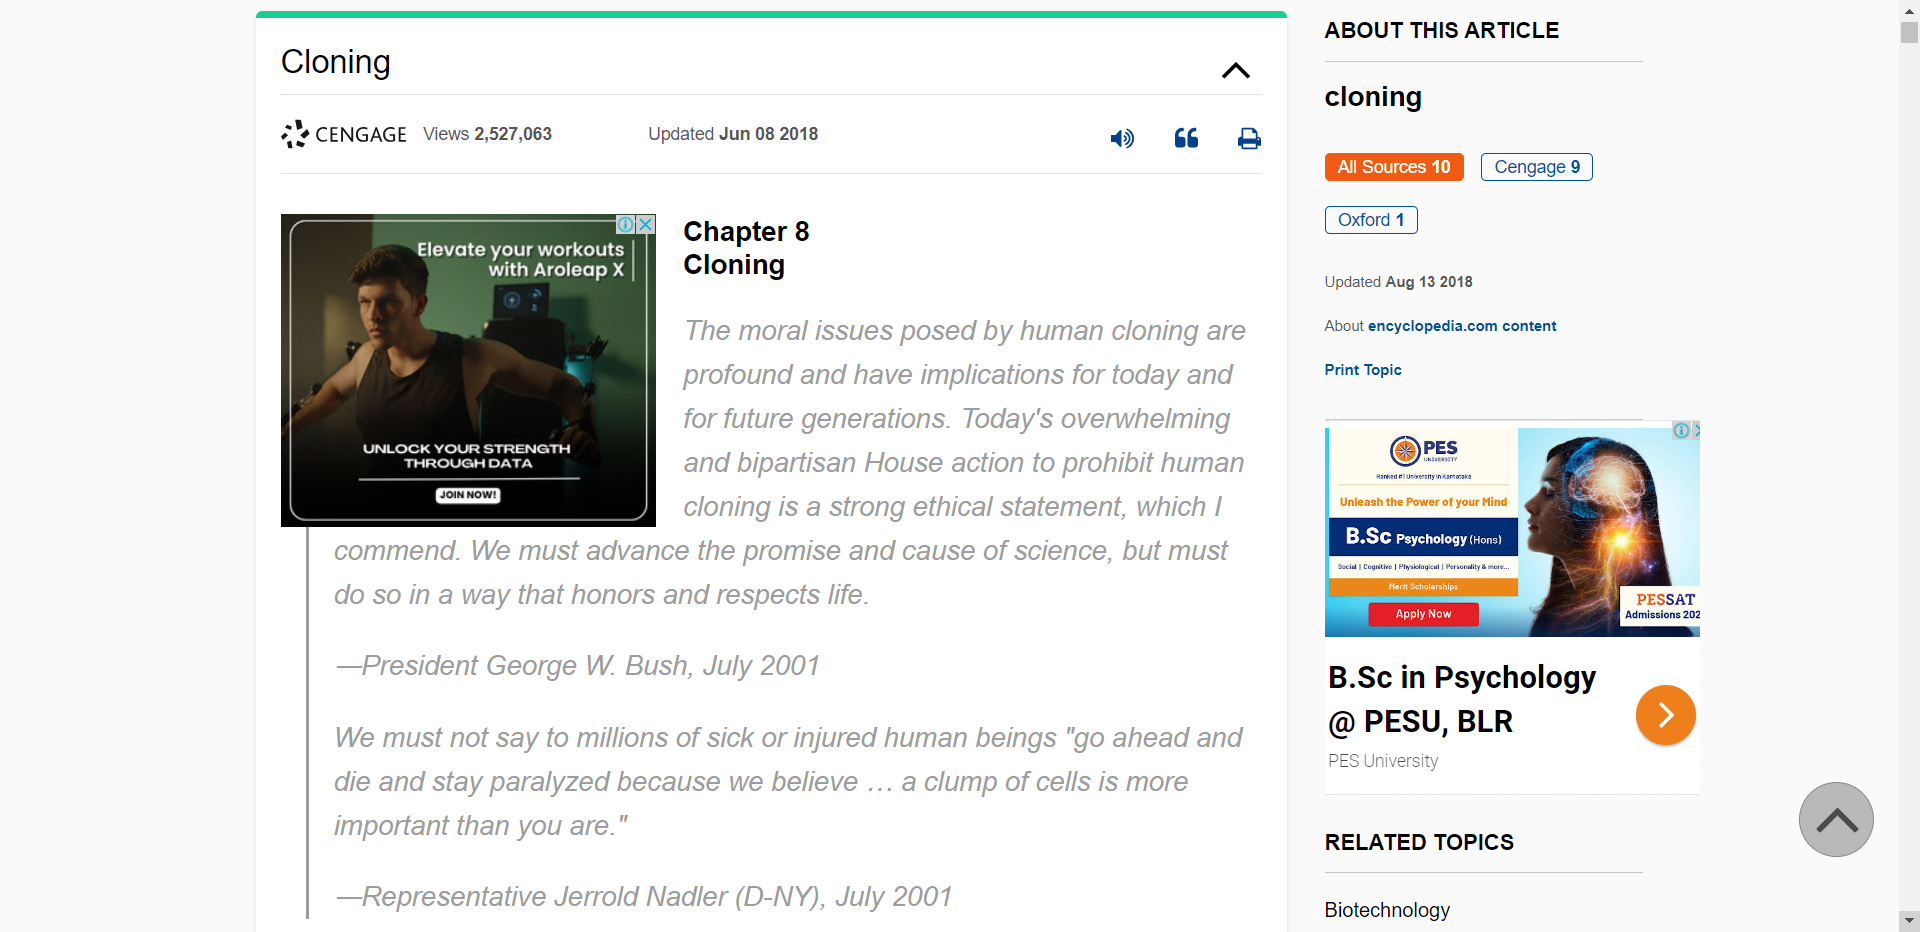 Cloning
CENGAGE Views 2,527,063 Updated Jun 08 2018
Elevate your workouts
with Aroleap X
UNLOCK YOUR STRENGTH
THROUGH DATA
JOIN NOW!
Chapter 8
Cloning
The moral issues posed by human cloning are
profound and have implications for today and
for future generations. Today's overwhelming
and bipartisan House action to prohibit human
cloning is a strong ethical statement, which I
commend. We must advance the promise and cause of science, but must
do so in a way that honors and respects life.
—President George W. Bush, July 2001
We must not say to millions of sick or injured human beings "go ahead and
die and stay paralyzed because we believe … a clump of cells is more
important than you are."
—Representative Jerrold Nadler (D-NY), July 2001
ABOUT THIS ARTICLE
cloning
All Sources 10 Cengage 9
Oxford 1
Updated Aug 13 2018
About encyclopedia.com content
Print Topic
PES
UNIVERSITY
Ranked #1 University in Karnataka
Unleash the Power of your Mind
B.Sc Psychology (Hons)
Social | Cognitive | Physiological | Personality & more...
Merit Scholarships
Apply Now
PESSAT
Admissions 202
B.Sc in Psychology
@ PESU, BLR
PES University
RELATED TOPICS
Biotechnology